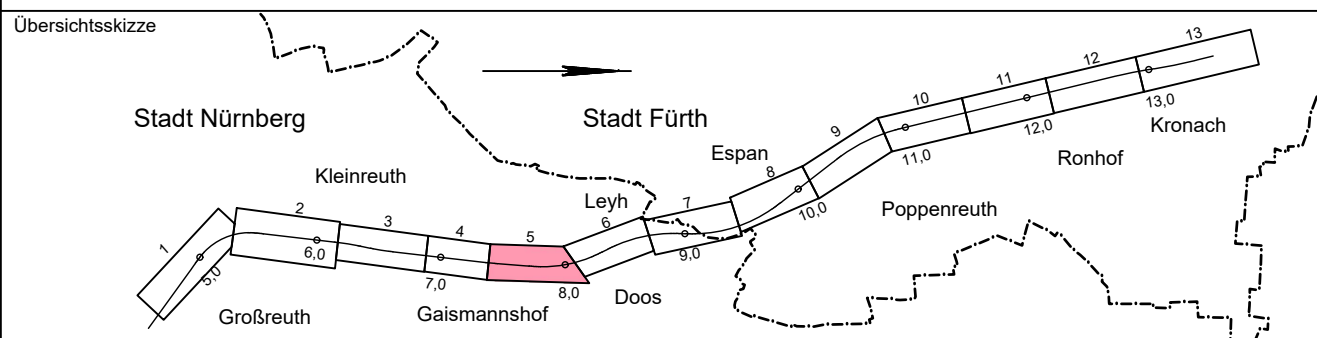 Übersichtsskizze
Stadt Nürnberg
Stadt Fürth
Kleinreuth
Großreuth
Gaismannshof
Leyh
Doos
Espan
Poppenreuth
Ronhof
Kronach
1
2
3
4
5
6
7
8
9
10
11
12
13
5,0
6,0
7,0
8,0
9,0
10,0
11,0
12,0
13,0